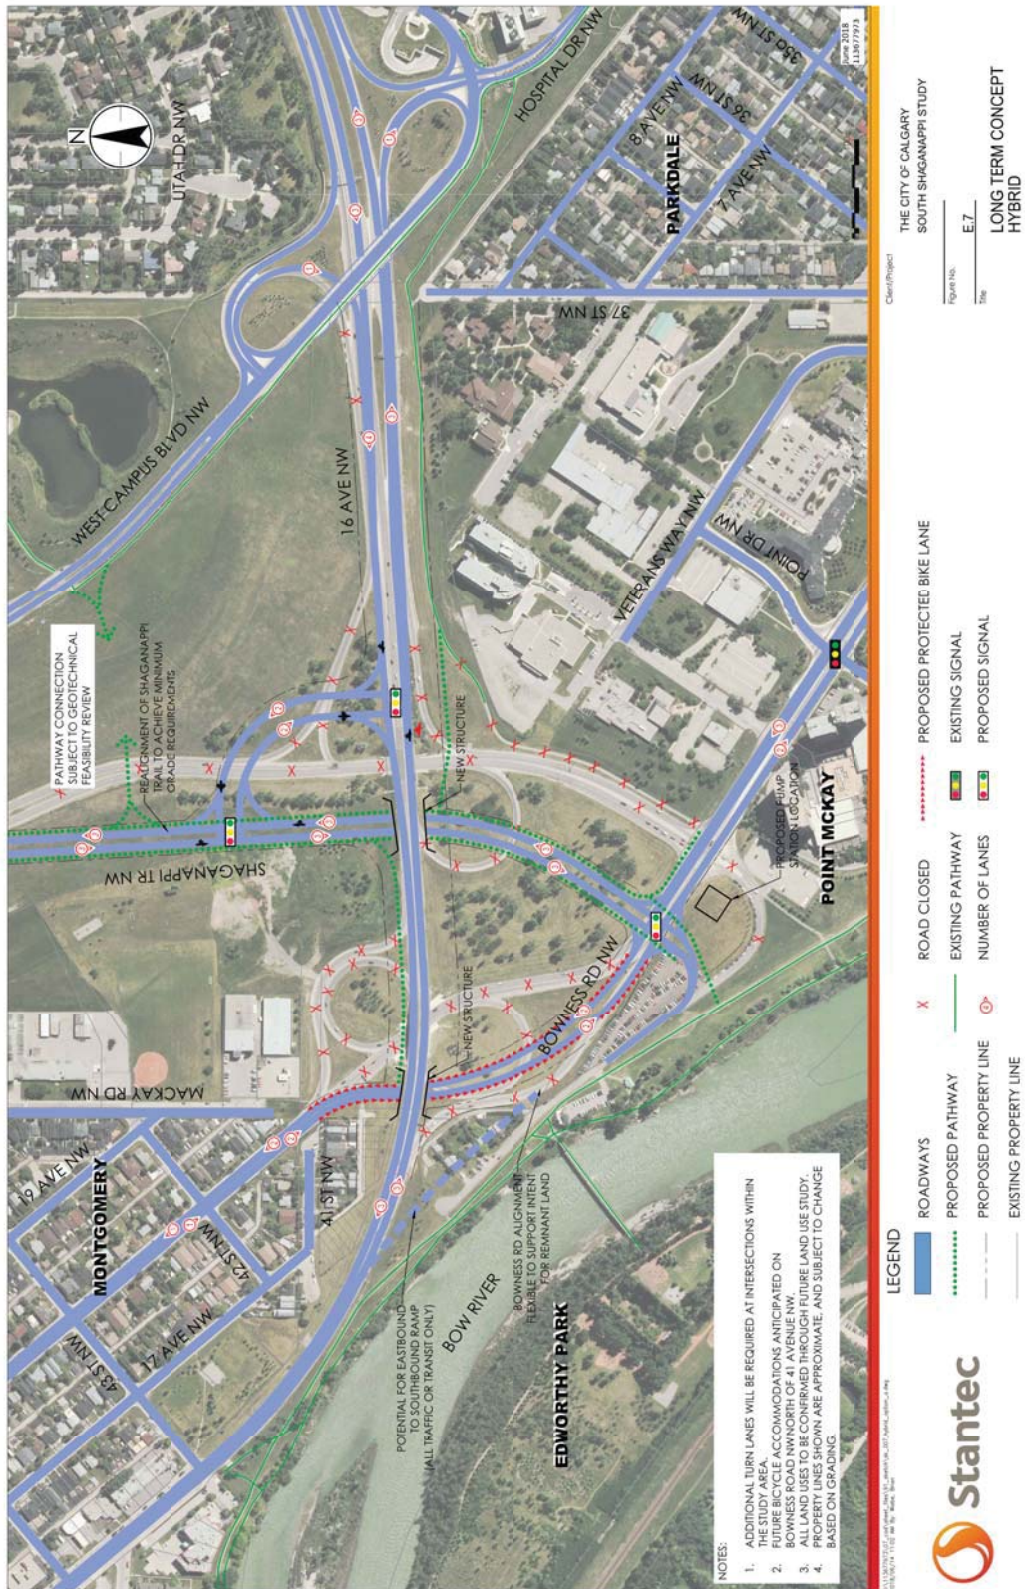 N
UTAH DR NW
HOSPITAL DR NW
35a ST NW
36 ST NW
8 AVE NW
7 AVE NW
PARKDALE
37 ST NW
WEST CAMPUS BLVD NW
16 AVE NW
VETERANS WAY NW
POINT DR NW
POINT MCKAY
PATHWAY CONNECTION
SUBJECT TO GEOTECHNICAL
FEASIBILITY REVIEW
REALIGNMENT OF SHAGANAPPI
TRAIL TO ACHIEVE MINIMUM
GRADE REQUIREMENTS
SHAGANAPPI TR NW
NEW STRUCTURE
PROPOSED PUMP
STATION LOCATION
NEW STRUCTURE
BOWNESS RD NW
MACKAY RD NW
19 AVE NW
MONTGOMERY
41 ST NW
42 ST NW
17 AVE NW
43 ST NW
POTENTIAL FOR EASTBOUND
TO SOUTHBOUND RAMP
(ALL TRAFFIC OR TRANSIT ONLY)
BOWNESS RD ALIGNMENT
FLEXIBLE TO SUPPORT INTENT
FOR REMNANT LAND
BOW RIVER
EDWORTHY PARK
NOTES:
1. ADDITIONAL TURN LANES WILL BE REQUIRED AT INTERSECTIONS WITHIN
THE STUDY AREA.
2. FUTURE BICYCLE ACCOMMODATIONS ANTICIPATED ON
BOWNESS ROAD NW NORTH OF 41 AVENUE NW.
3. ALL LAND USES TO BE CONFIRMED THROUGH FUTURE LAND USE STUDY.
4. PROPERTY LINES SHOWN ARE APPROXIMATE, AND SUBJECT TO CHANGE
BASED ON GRADING.
June 2018
113677973
Stantec
LEGEND
ROADWAYS
PROPOSED PATHWAY
PROPOSED PROPERTY LINE
EXISTING PROPERTY LINE
ROAD CLOSED
EXISTING PATHWAY
NUMBER OF LANES
PROPOSED PROTECTED BIKE LANE
EXISTING SIGNAL
PROPOSED SIGNAL
Client/Project
THE CITY OF CALGARY
SOUTH SHAGANAPPI STUDY
Figure No.
E.7
Title
LONG TERM CONCEPT
HYBRID